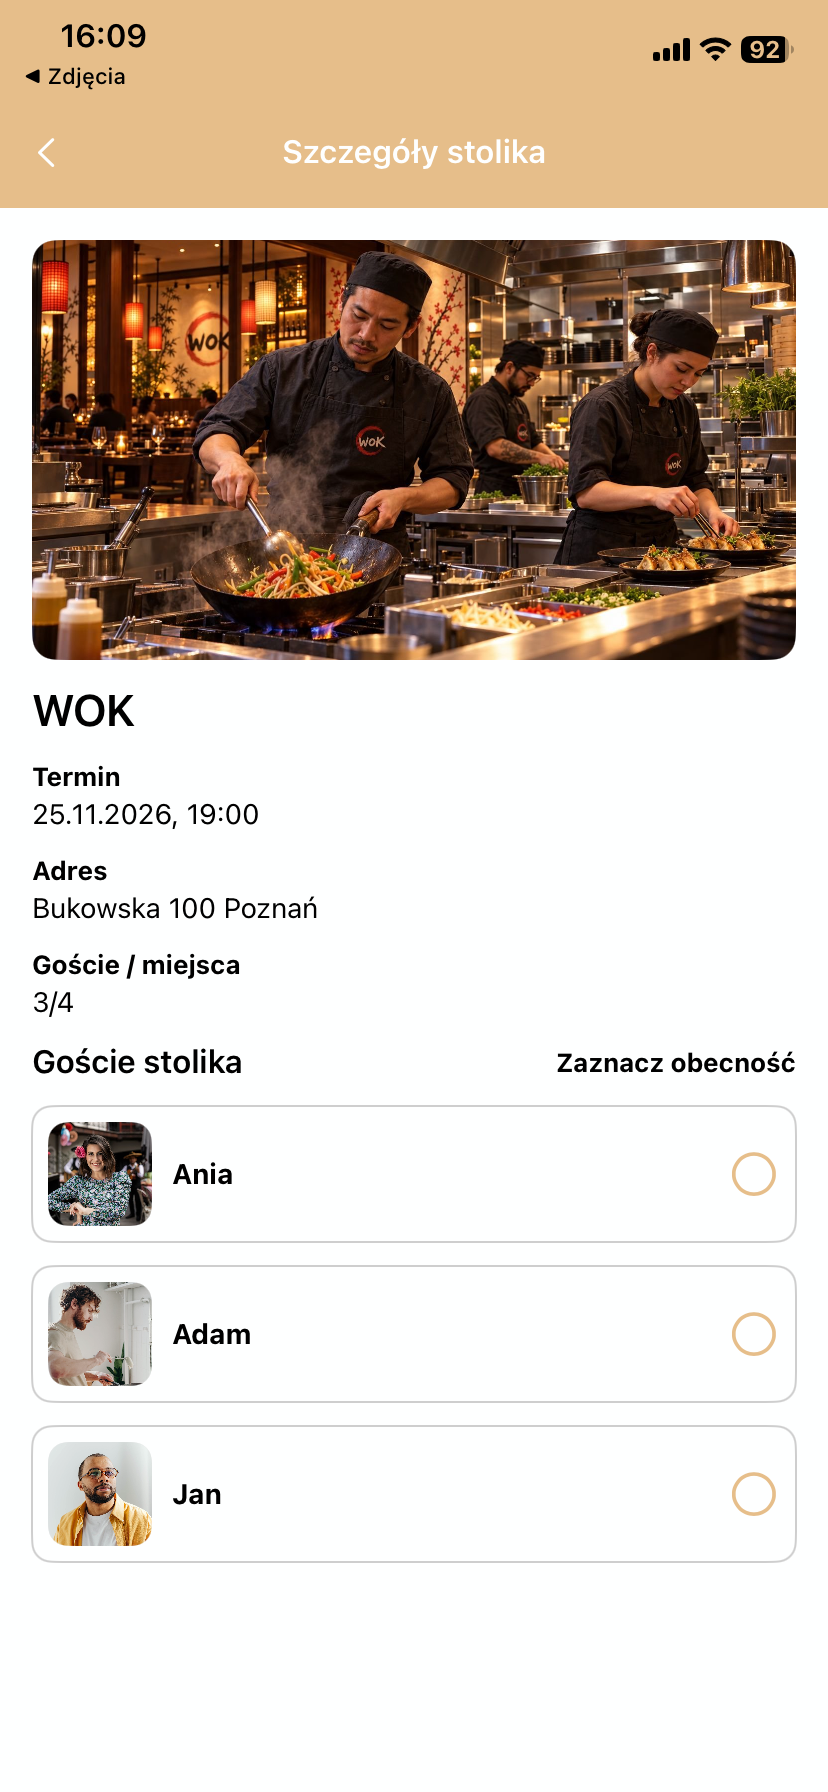 16:09
92
◀ Zdjęcia
Szczegóły stolika
WOK
WOK
WOK
WOK
Termin
25.11.2026, 19:00
Adres
Bukowska 100 Poznań
Goście / miejsca
3/4
Goście stolika
Zaznacz obecność
Ania
Adam
Jan